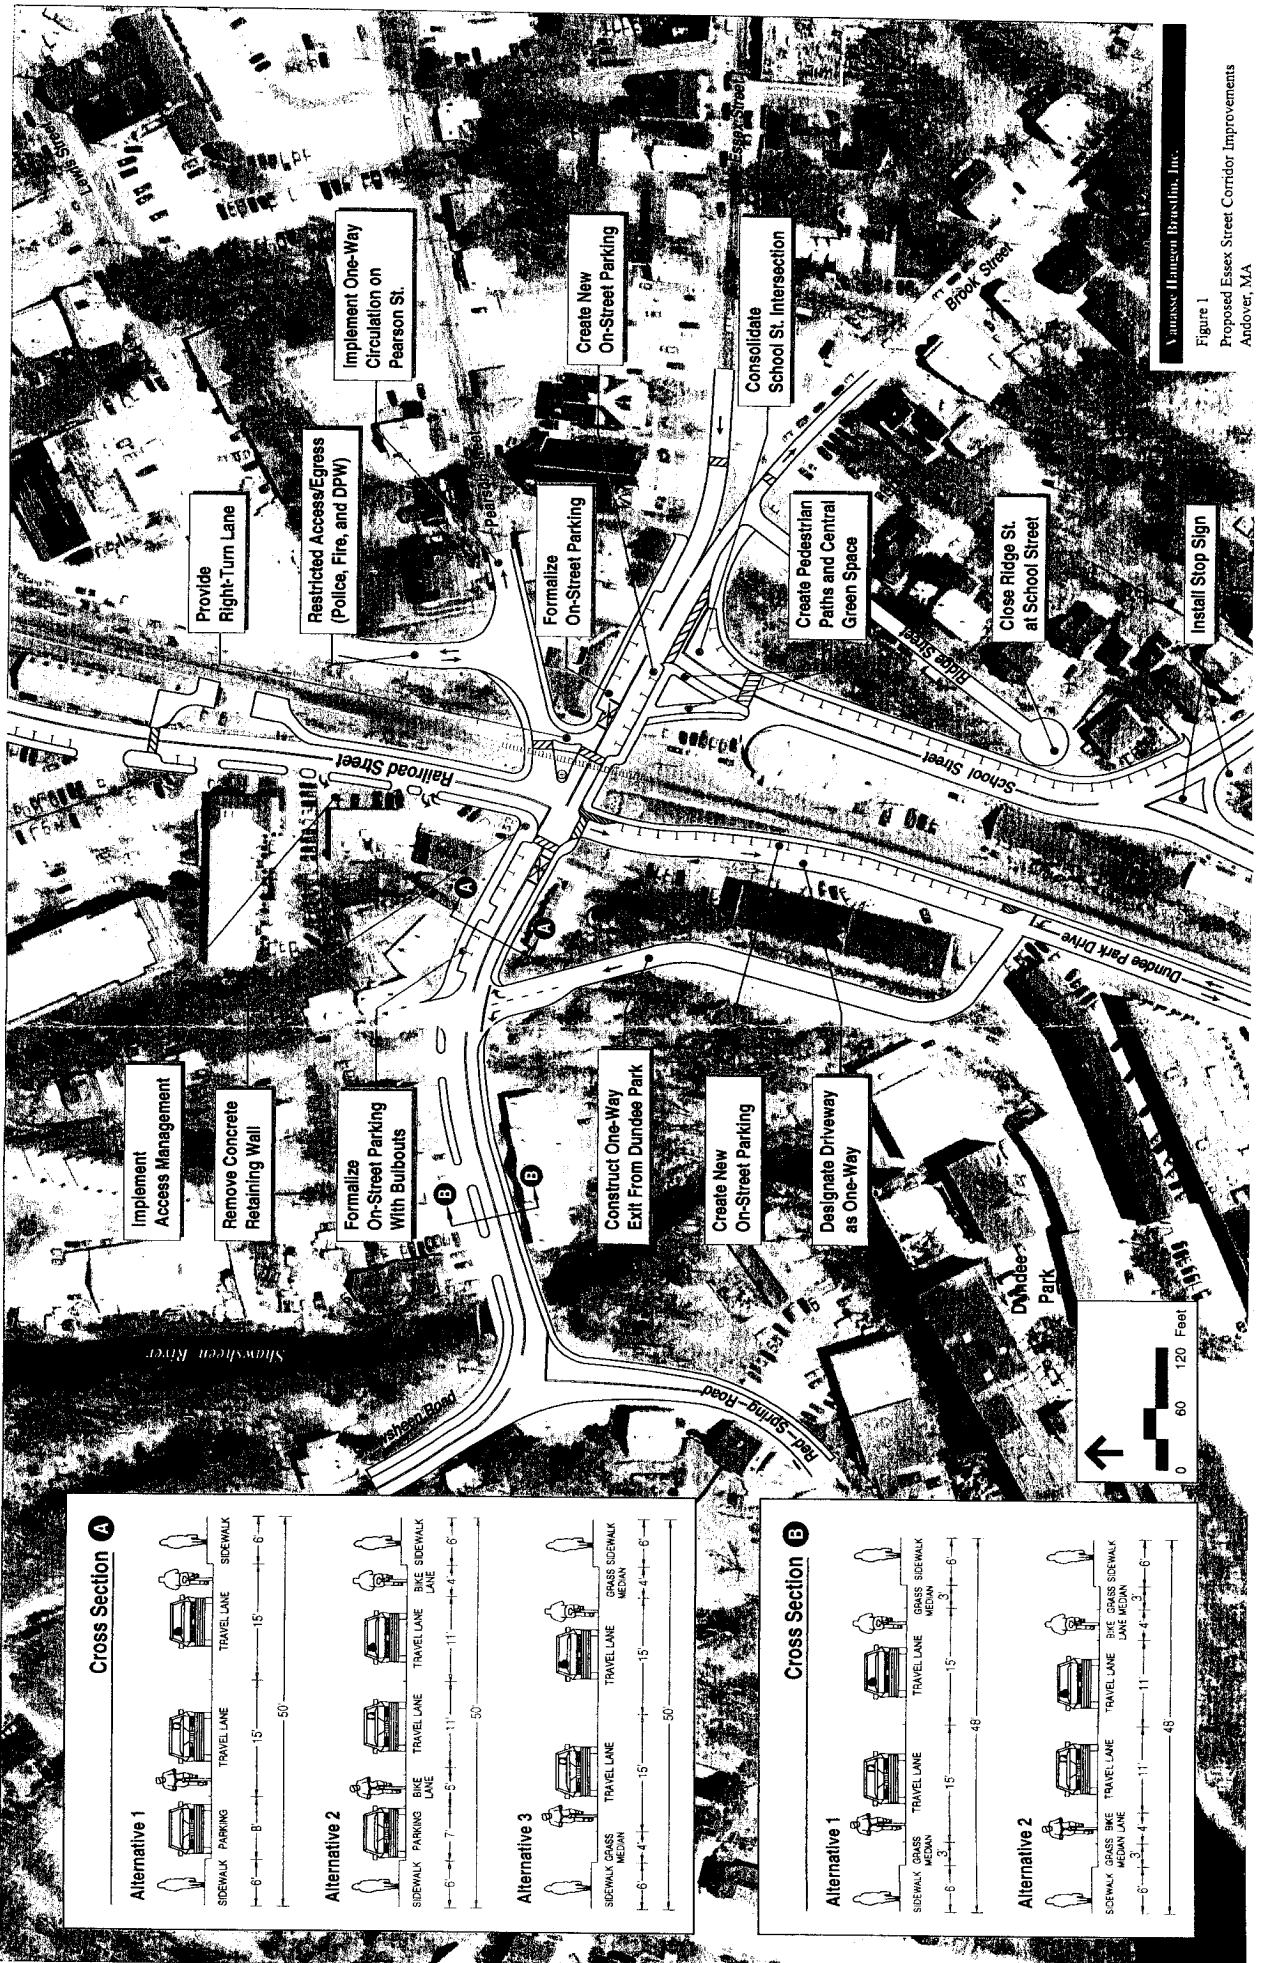 Vanasse Hangen Brustlin, Inc.
Figure 1
Proposed Essex Street Corridor Improvements
Andover, MA
Provide
Right-Turn Lane
Restricted Access/Egress
(Police, Fire, and DPW)
Implement One-Way
Circulation on
Pearson St.
Formalize
On-Street Parking
Create New
On-Street Parking
Consolidate
School St. Intersection
Create Pedestrian
Paths and Central
Green Space
Close Ridge St.
at School Street
Install Stop Sign
Implement
Access Management
Remove Concrete
Retaining Wall
Formalize
On-Street Parking
With Bulbouts
Construct One-Way
Exit From Dundee Park
Create New
On-Street Parking
Designate Driveway
as One-Way
Lewis Street
Essex Street
Brook Street
Ridge Street
School Street
Railroad Street
Dundee Park Drive
Red Spring Road
Shawsheen River
Dundee
Park
A
A
B
B
0 60 120 Feet
Cross Section A
Alternative 1
SIDEWALK PARKING TRAVEL LANE TRAVEL LANE SIDEWALK
6' 8' 15' 15' 6'
50'
Alternative 2
SIDEWALK PARKING BIKE LANE TRAVEL LANE TRAVEL LANE BIKE LANE SIDEWALK
6' 7' 5' 11' 11' 4' 6'
50'
Alternative 3
SIDEWALK GRASS MEDIAN TRAVEL LANE TRAVEL LANE GRASS MEDIAN SIDEWALK
6' 4' 15' 15' 4' 6'
50'
Cross Section B
Alternative 1
SIDEWALK GRASS MEDIAN TRAVEL LANE TRAVEL LANE GRASS MEDIAN SIDEWALK
6' 3' 15' 15' 3' 6'
48'
Alternative 2
SIDEWALK GRASS MEDIAN BIKE LANE TRAVEL LANE TRAVEL LANE BIKE LANE GRASS MEDIAN SIDEWALK
6' 3' 4' 11' 11' 4' 3' 6'
48'